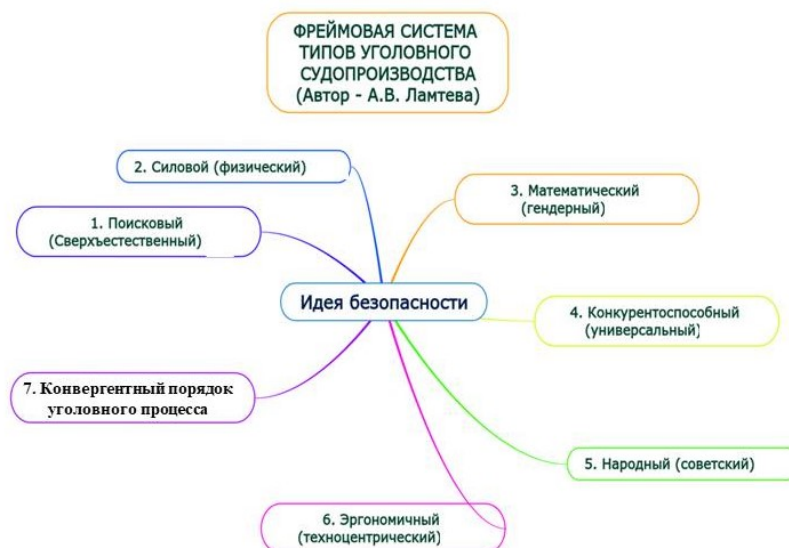 ФРЕЙМОВАЯ СИСТЕМА
ТИПОВ УГОЛОВНОГО
СУДОПРОИЗВОДСТВА
(Автор - А.В. Ламтева)
2. Силовой (физический)
3. Математический
(гендерный)
1. Поисковый
(Сверхъестественный)
Идея безопасности
4. Конкурентоспособный
(универсальный)
7. Конвергентный порядок
уголовного процесса
5. Народный (советский)
6. Эргономичный
(техноцентрический)